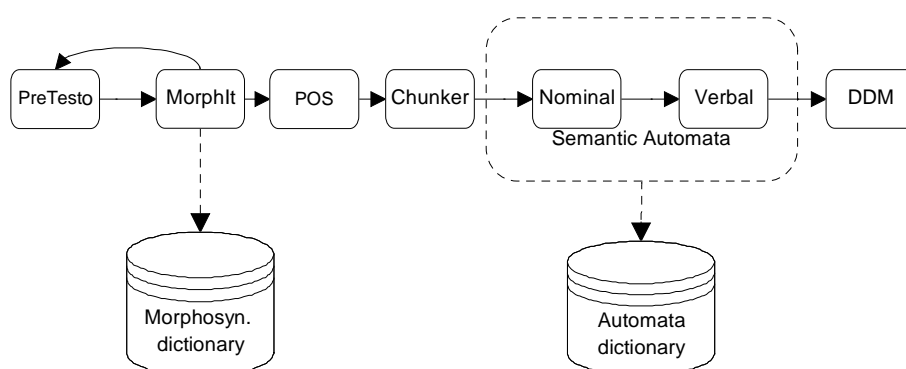 PreTesto
MorphIt
POS
Chunker
Nominal
Verbal
DDM
Semantic Automata
Morphosyn.
dictionary
Automata
dictionary